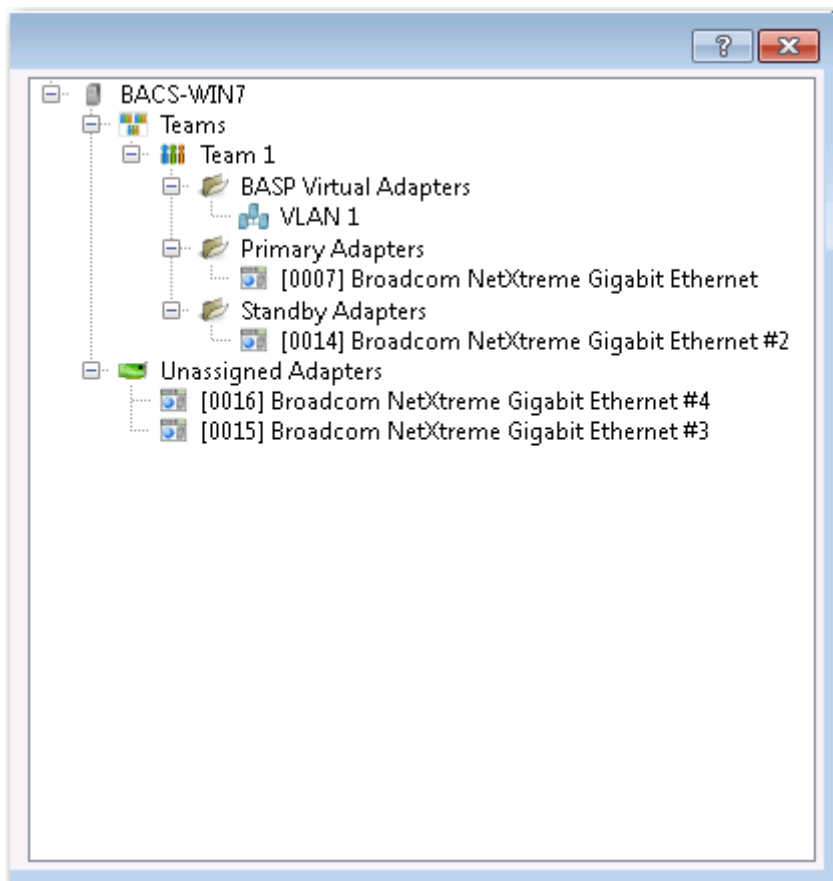 ?
BACS-WIN7
Teams
Team 1
BASP Virtual Adapters
VLAN 1
Primary Adapters
[0007] Broadcom NetXtreme Gigabit Ethernet
Standby Adapters
[0014] Broadcom NetXtreme Gigabit Ethernet #2
Unassigned Adapters
[0016] Broadcom NetXtreme Gigabit Ethernet #4
[0015] Broadcom NetXtreme Gigabit Ethernet #3